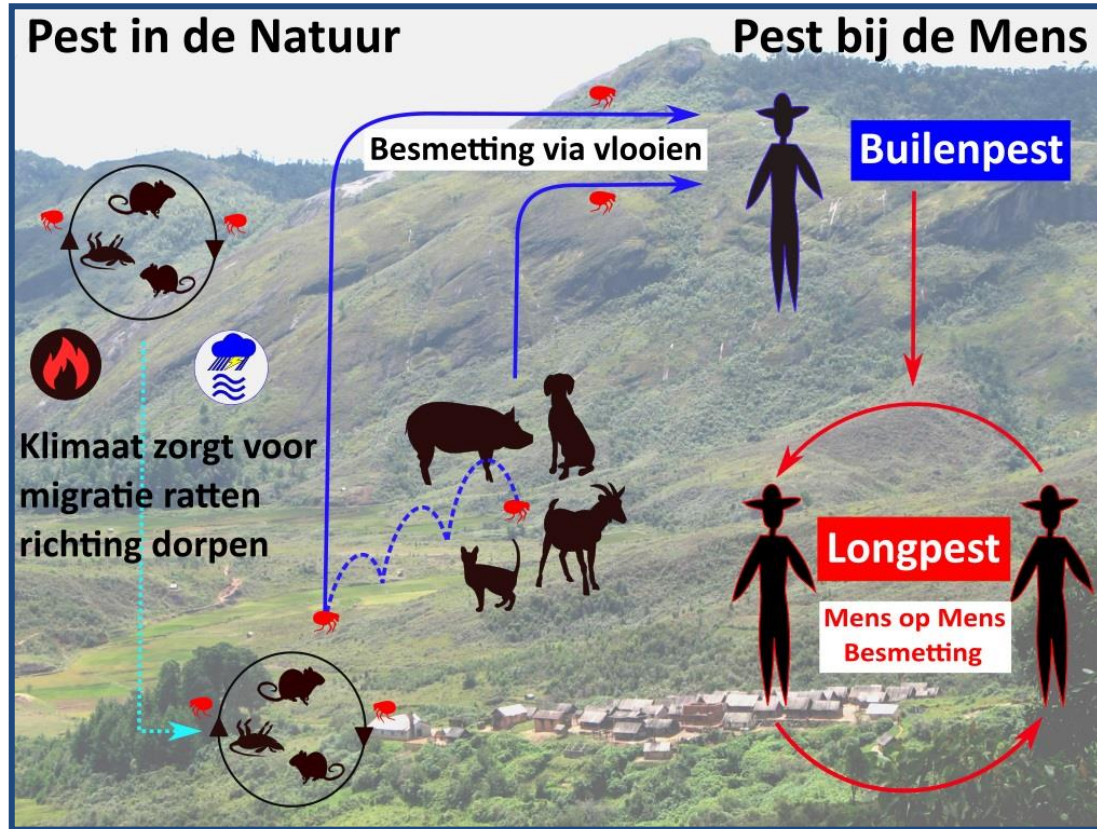 Pest in de Natuur
Pest bij de Mens
Besmetting via vlooien
Builenpest
Klimaat zorgt voor
migratie ratten
richting dorpen
Longpest
Mens op Mens
Besmetting